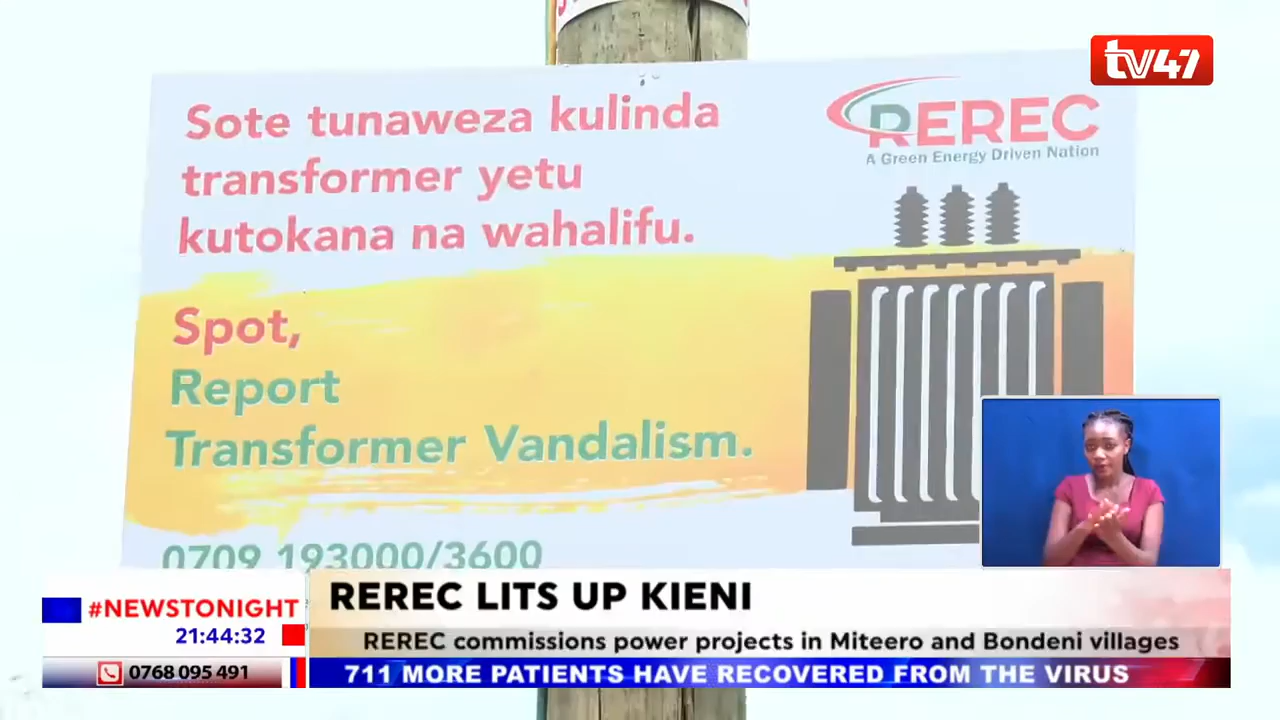 tv47
Sote tunaweza kulinda
transformer yetu
kutokana na wahalifu.
REREC
A Green Energy Driven Nation
Spot,
Report
Transformer Vandalism.
0709 193000/3600
#NEWSTONIGHT
21:44:32
0768 095 491
REREC LITS UP KIENI
REREC commissions power projects in Miteero and Bondeni villages
711 MORE PATIENTS HAVE RECOVERED FROM THE VIRUS